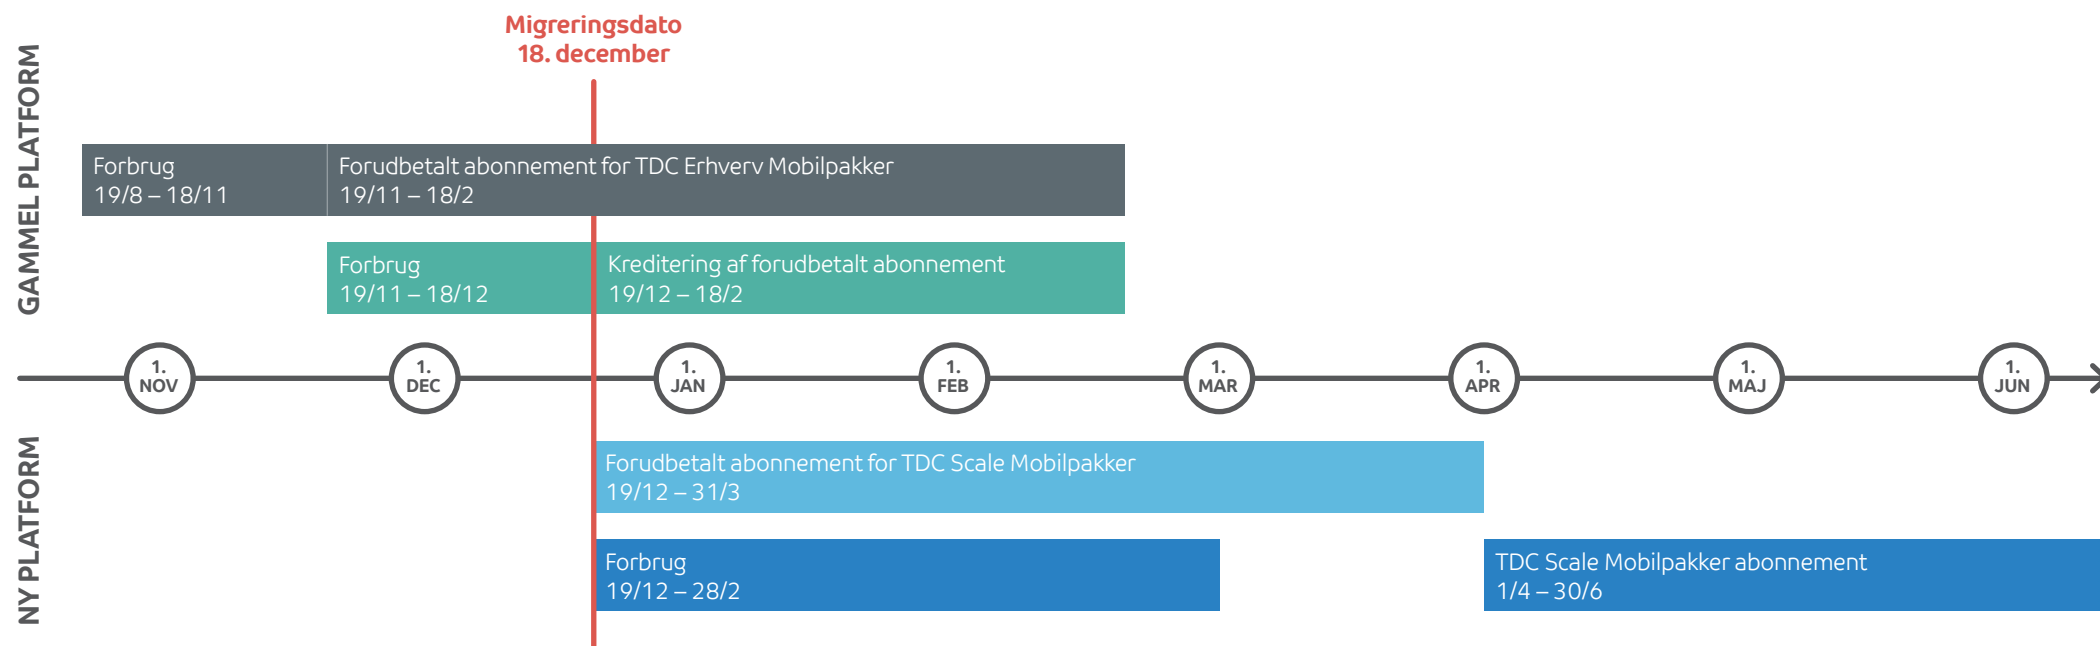 Migreringsdato
18. december
GAMMEL PLATFORM
Forbrug
19/8 – 18/11
Forudbetalt abonnement for TDC Erhverv Mobilpakker
19/11 – 18/2
Forbrug
19/11 – 18/12
Kreditering af forudbetalt abonnement
19/12 – 18/2
1.
NOV
1.
DEC
1.
JAN
1.
FEB
1.
MAR
1.
APR
1.
MAJ
1.
JUN
NY PLATFORM
Forudbetalt abonnement for TDC Scale Mobilpakker
19/12 – 31/3
Forbrug
19/12 – 28/2
TDC Scale Mobilpakker abonnement
1/4 – 30/6